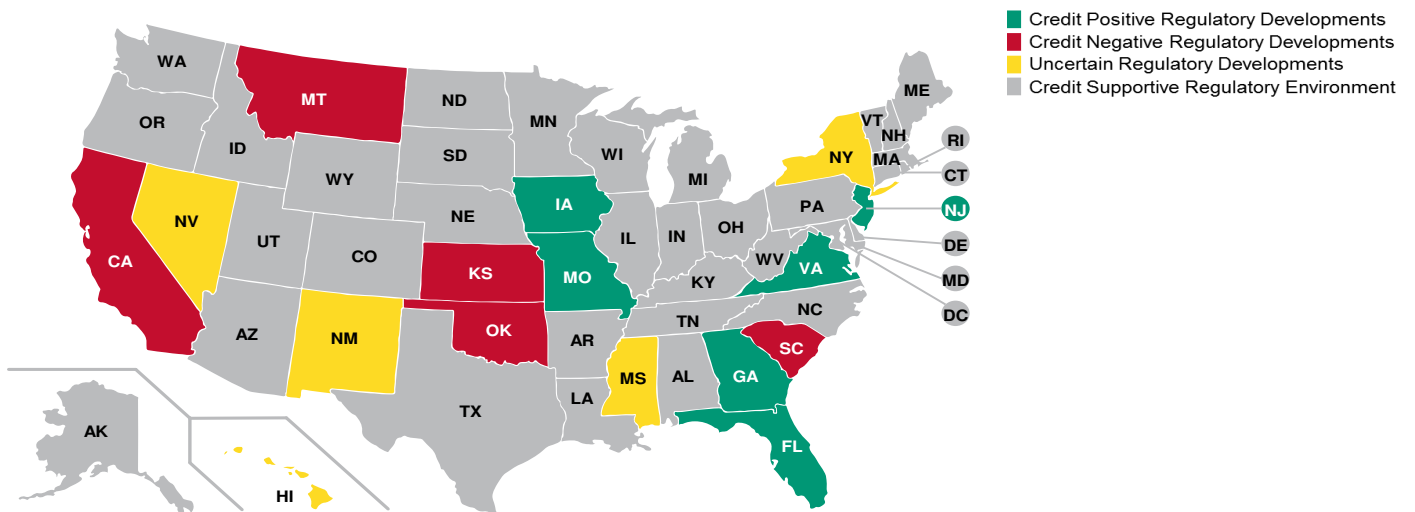 Credit Positive Regulatory Developments
Credit Negative Regulatory Developments
Uncertain Regulatory Developments
Credit Supportive Regulatory Environment
WA
MT
ND
MN
ME
VT
NH
OR
ID
SD
WI
MI
NY
MA
RI
CT
WY
IA
NE
PA
NJ
NV
UT
CO
IL
IN
OH
DE
CA
KS
MO
WV
VA
MD
KY
DC
AZ
NM
OK
AR
TN
NC
SC
MS
AL
GA
LA
TX
FL
AK
HI